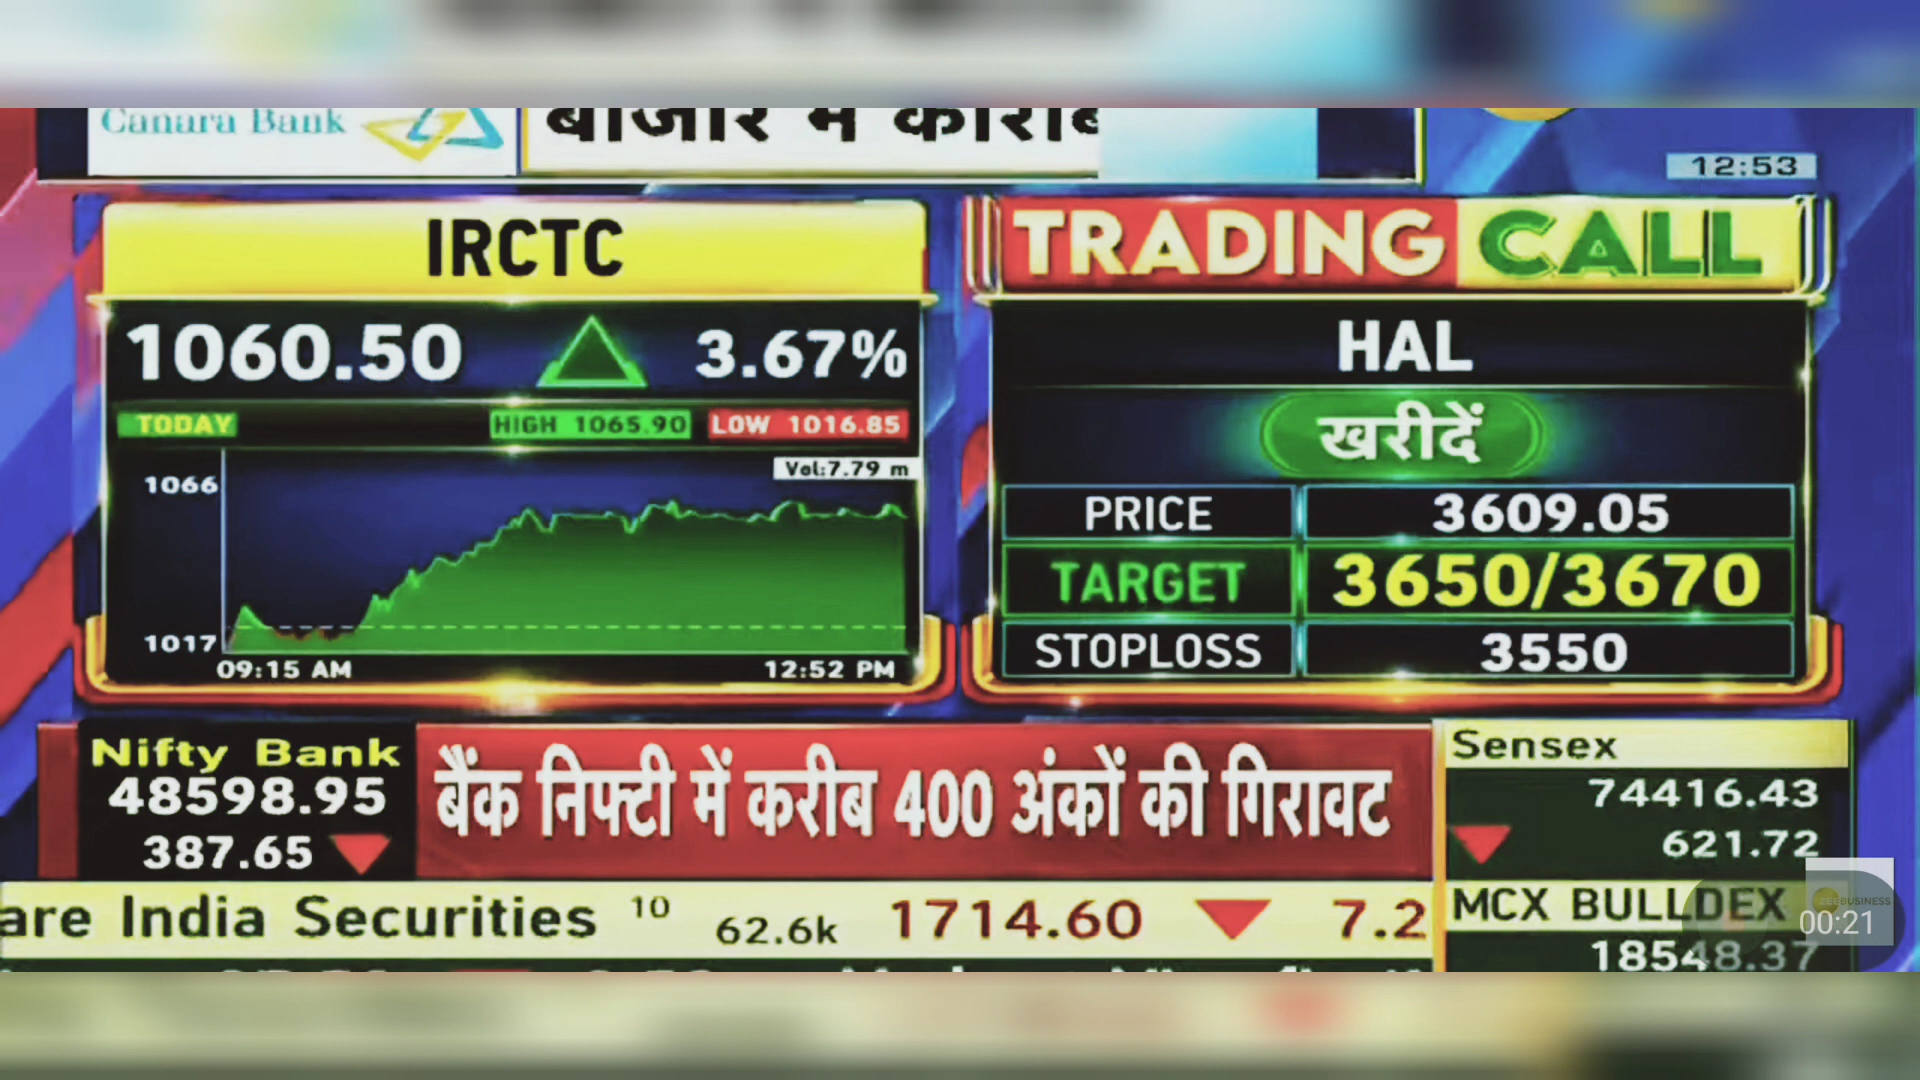 Canara Bank
बाजार में
12:53
IRCTC
1060.50 3.67%
TODAY HIGH 1065.90 LOW 1016.85
Vol:7.79 m
1066
1017
09:15 AM 12:52 PM
TRADING CALL
HAL
खरीदें
PRICE 3609.05
TARGET 3650/3670
STOPLOSS 3550
Nifty Bank
48598.95
387.65
बैंक निफ्टी में करीब 400 अंकों की गिरावट
Sensex
74416.43
621.72
are India Securities 10 62.6k 1714.60 7.2
MCX BULLDEX
18548.37
ZEEBUSINESS
00:21